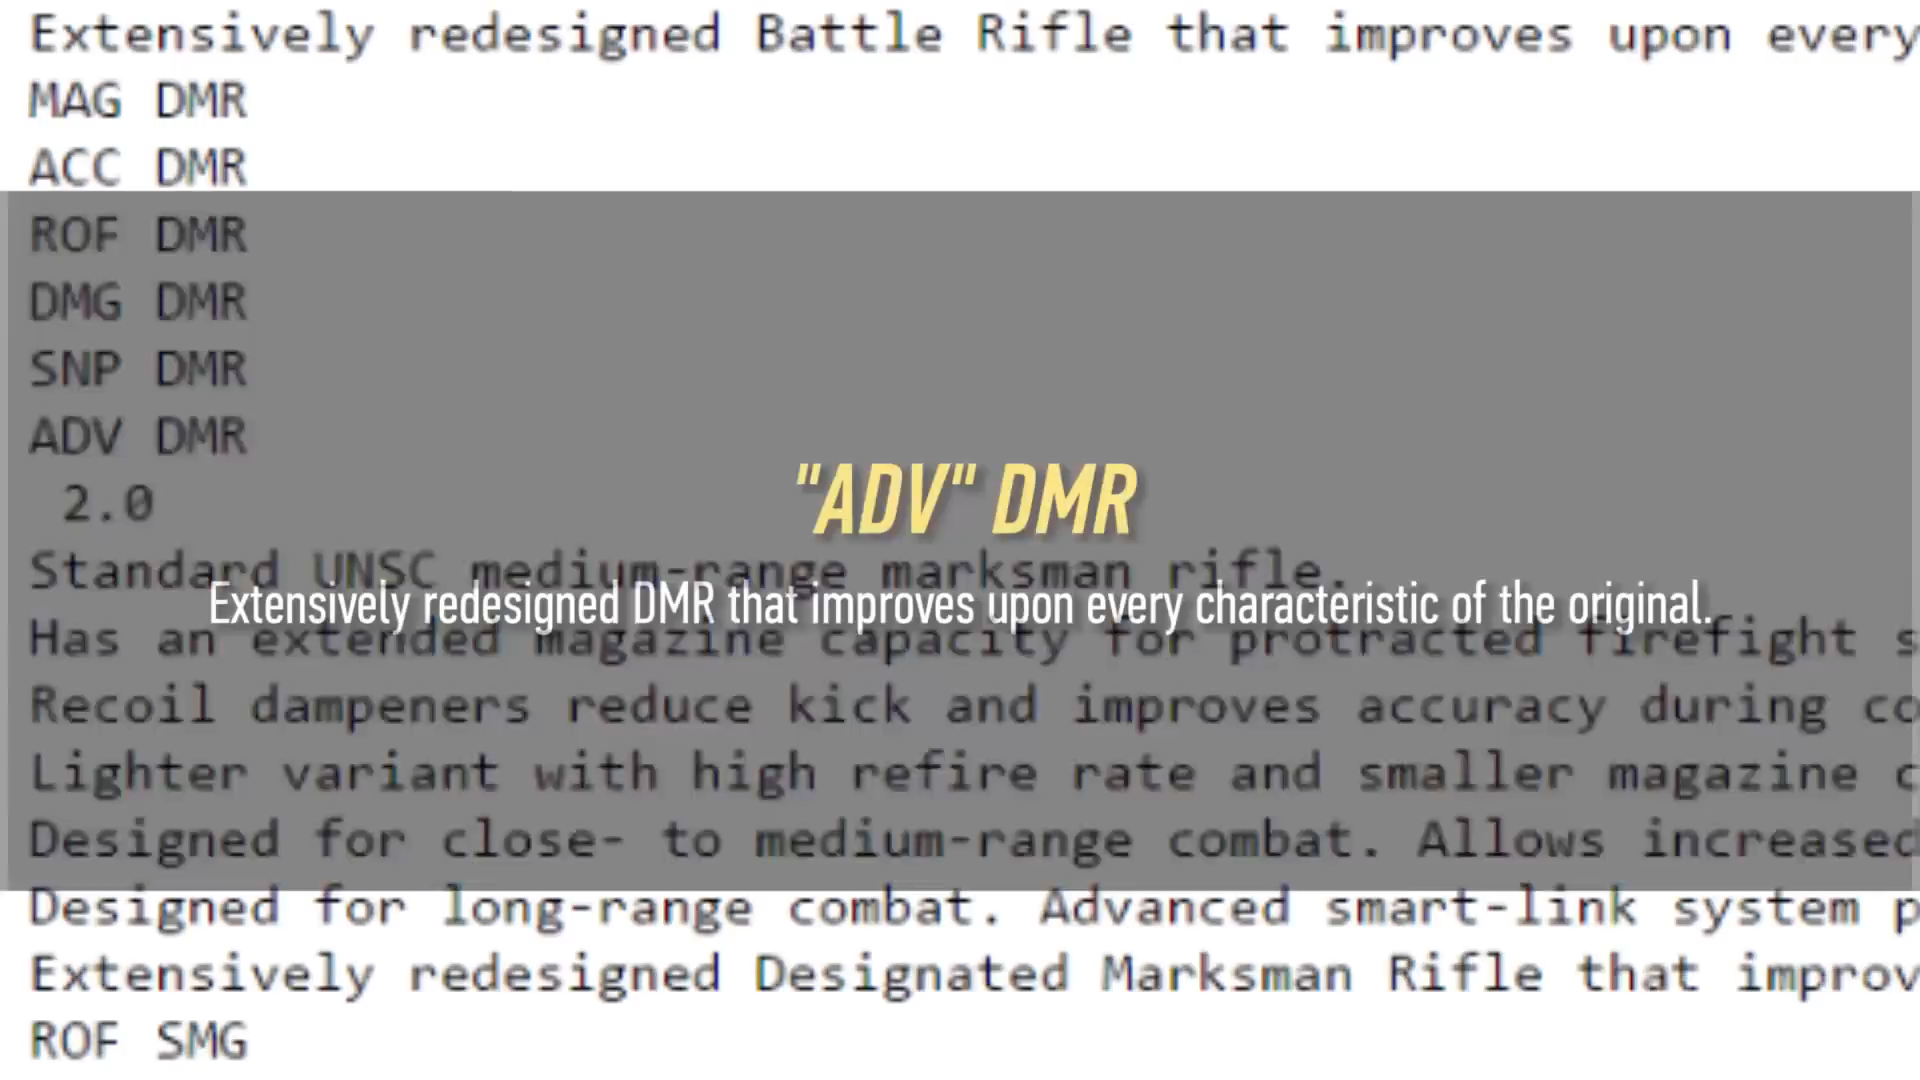 Extensively redesigned Battle Rifle that improves upon every
MAG DMR
ACC DMR
ROF DMR
DMG DMR
SNP DMR
ADV DMR
"ADV" DMR
2.0
Standard UNSC medium-range marksman rifle.
Extensively redesigned DMR that improves upon every characteristic of the original.
Has an extended magazine capacity for protracted firefight s
Recoil dampeners reduce kick and improves accuracy during co
Lighter variant with high refire rate and smaller magazine c
Designed for close- to medium-range combat. Allows increased
Designed for long-range combat. Advanced smart-link system p
Extensively redesigned Designated Marksman Rifle that improv
ROF SMG